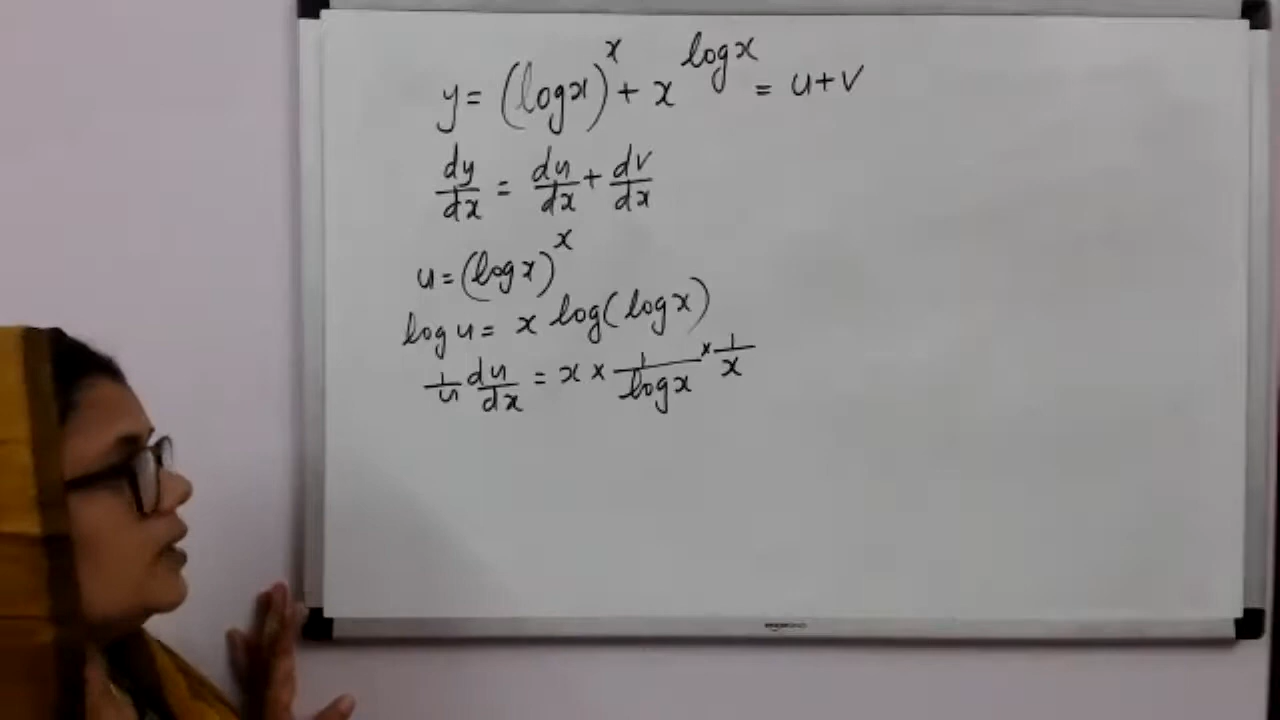 y = (log x)^x + x^log x = u + v
dy/dx = du/dx + dv/dx
u = (log x)^x
log u = x log(log x)
1/u du/dx = x × 1/log x × 1/x